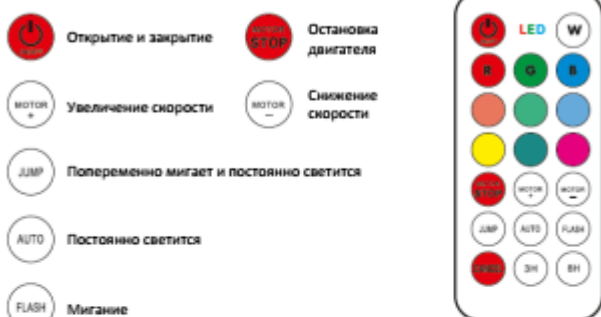 Открытие и закрытие
MOTOR STOP
Остановка
двигателя
MOTOR +
Увеличение скорости
MOTOR –
Снижение
скорости
JUMP
Попеременно мигает и постоянно светится
AUTO
Постоянно светится
FLASH
Мигание
LED W
R G B
STOP MOTOR + MOTOR –
JUMP AUTO FLASH
3H 8H